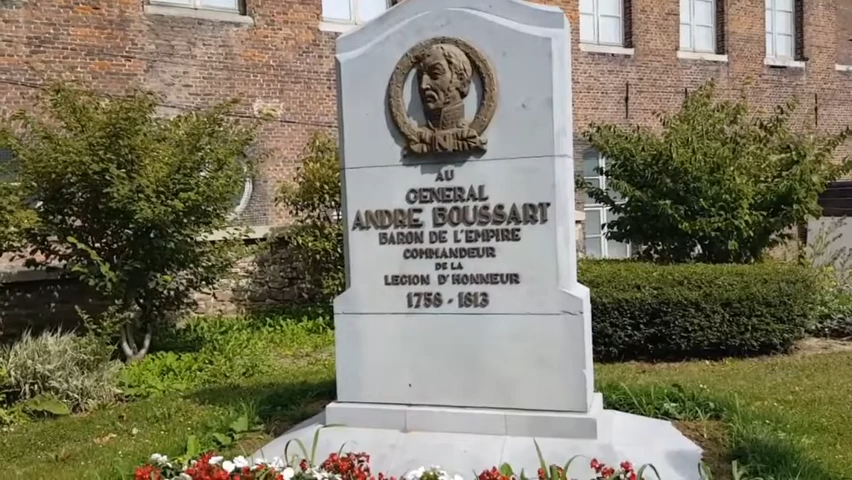 N
AU
GENERAL
ANDRE BOUSSART
BARON DE L'EMPIRE
COMMANDEUR
DE LA
LEGION D'HONNEUR
1758 - 1813